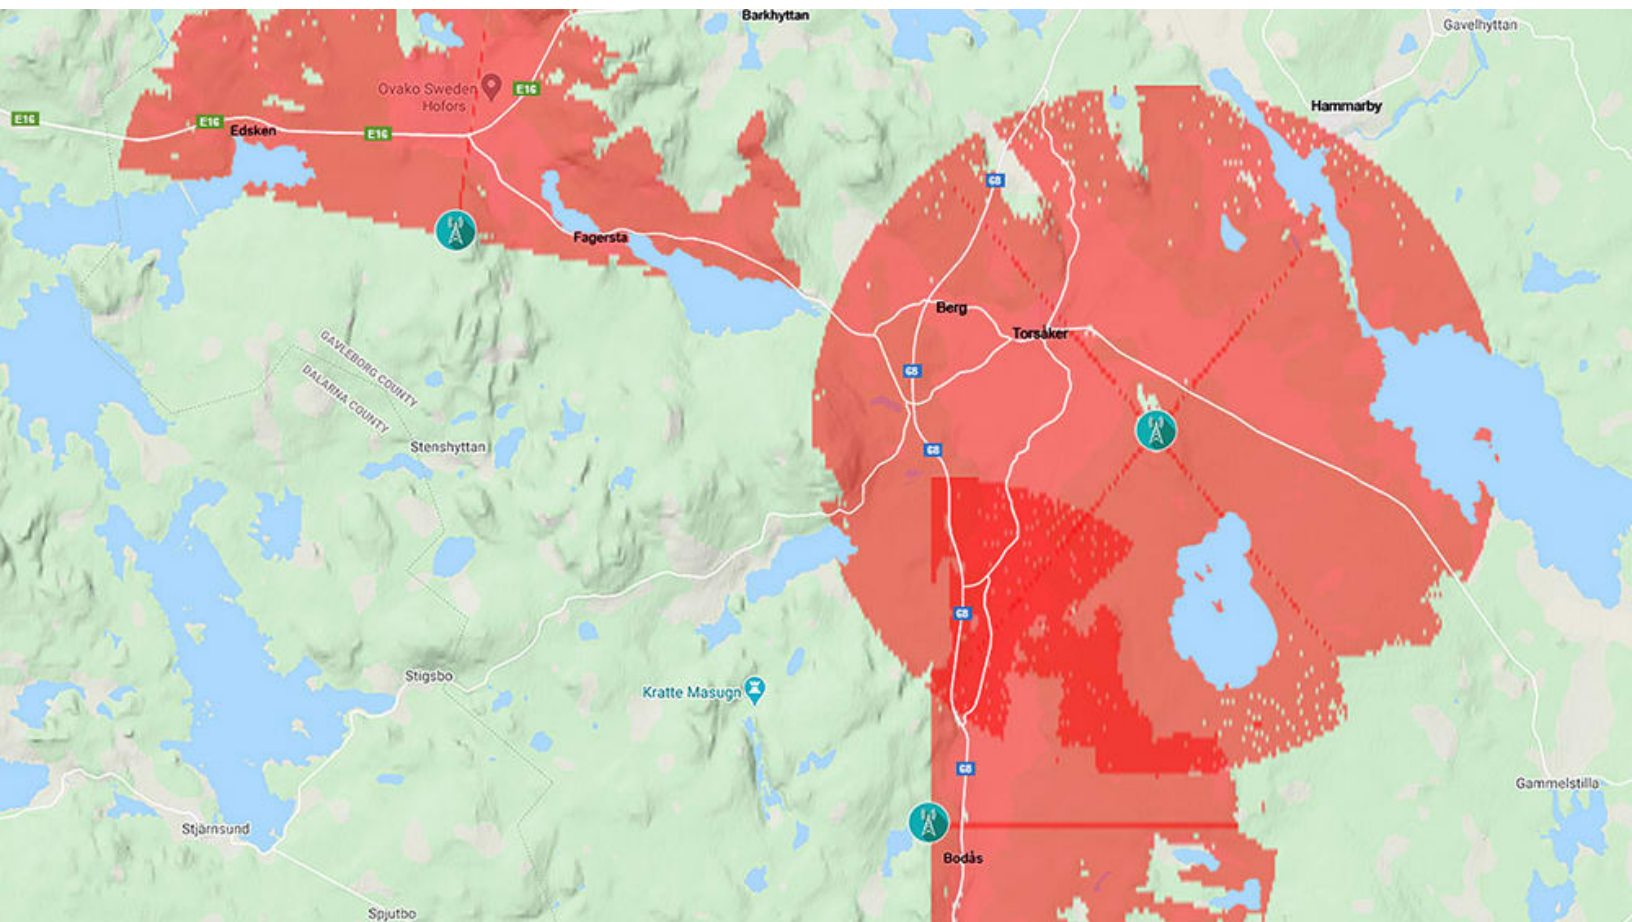 Barkhyttan
Gavelhyttan
Ovako Sweden
Hofors
E16
Hammarby
E16
E16
E16
Edsken
68
Fagersta
Berg
Torsåker
GÄVLEBORG COUNTY
DALARNA COUNTY
68
Stenshyttan
68
68
Stigsbo
Kratte Masugn
68
Gammelstilla
Stjärnsund
Bodås
Spjutbo